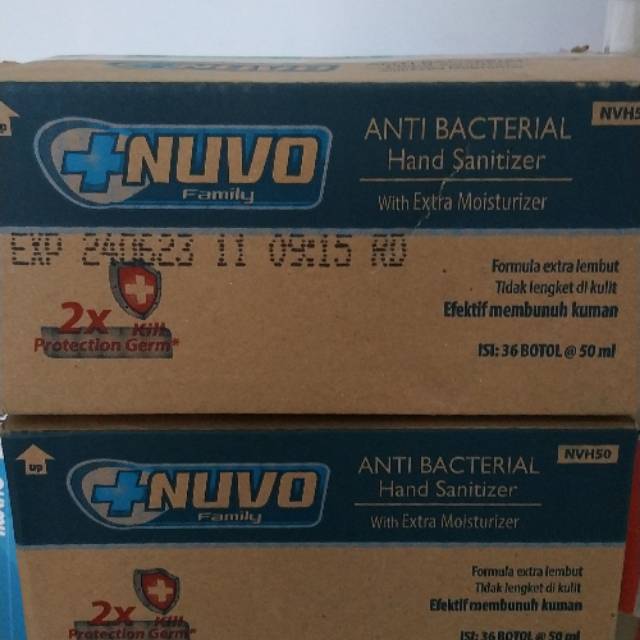 NVH5
NUVO
Family
ANTI BACTERIAL
Hand Sanitizer
With Extra Moisturizer
EXP 240623 11 09:15 RD
Formula extra lembut
Tidak lengket di kulit
Efektif membunuh kuman
2x Kill
Protection Germ*
ISI: 36 BOTOL @ 50 ml
UP
NUVO
Family
ANTI BACTERIAL
Hand Sanitizer
With Extra Moisturizer
NVH50
Formula extra lembut
Tidak lengket di kulit
Efektif membunuh kuman
2x Kill
Protection Germ*
ISI: 36 BOTOL @ 50 ml